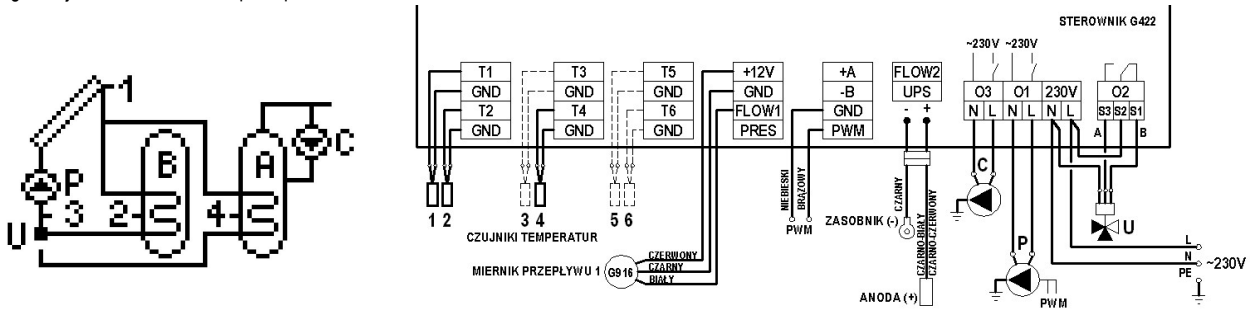 STEROWNIK G422
~230V ~230V
T1 T3 T5 +12V +A FLOW2
GND GND GND GND -B UPS
T2 T4 T6 FLOW1 GND - +
GND GND GND PRES PWM
O3 O1 230V O2
N L N L N L S3 S2 S1
A B
1
B A C
P
3 2 4
U
1 2 3 4 5 6
CZUJNIKI TEMPERATUR
MIERNIK PRZEPŁYWU 1
G916
CZERWONY
CZARNY
BIAŁY
NIEBIESKI
BRĄZOWY
PWM
CZARNY
ZASOBNIK (-)
CZARNO-BIAŁY
CZARNO-CZERWONY
ANODA (+)
C
P
PWM
U
L
N ~230V
PE